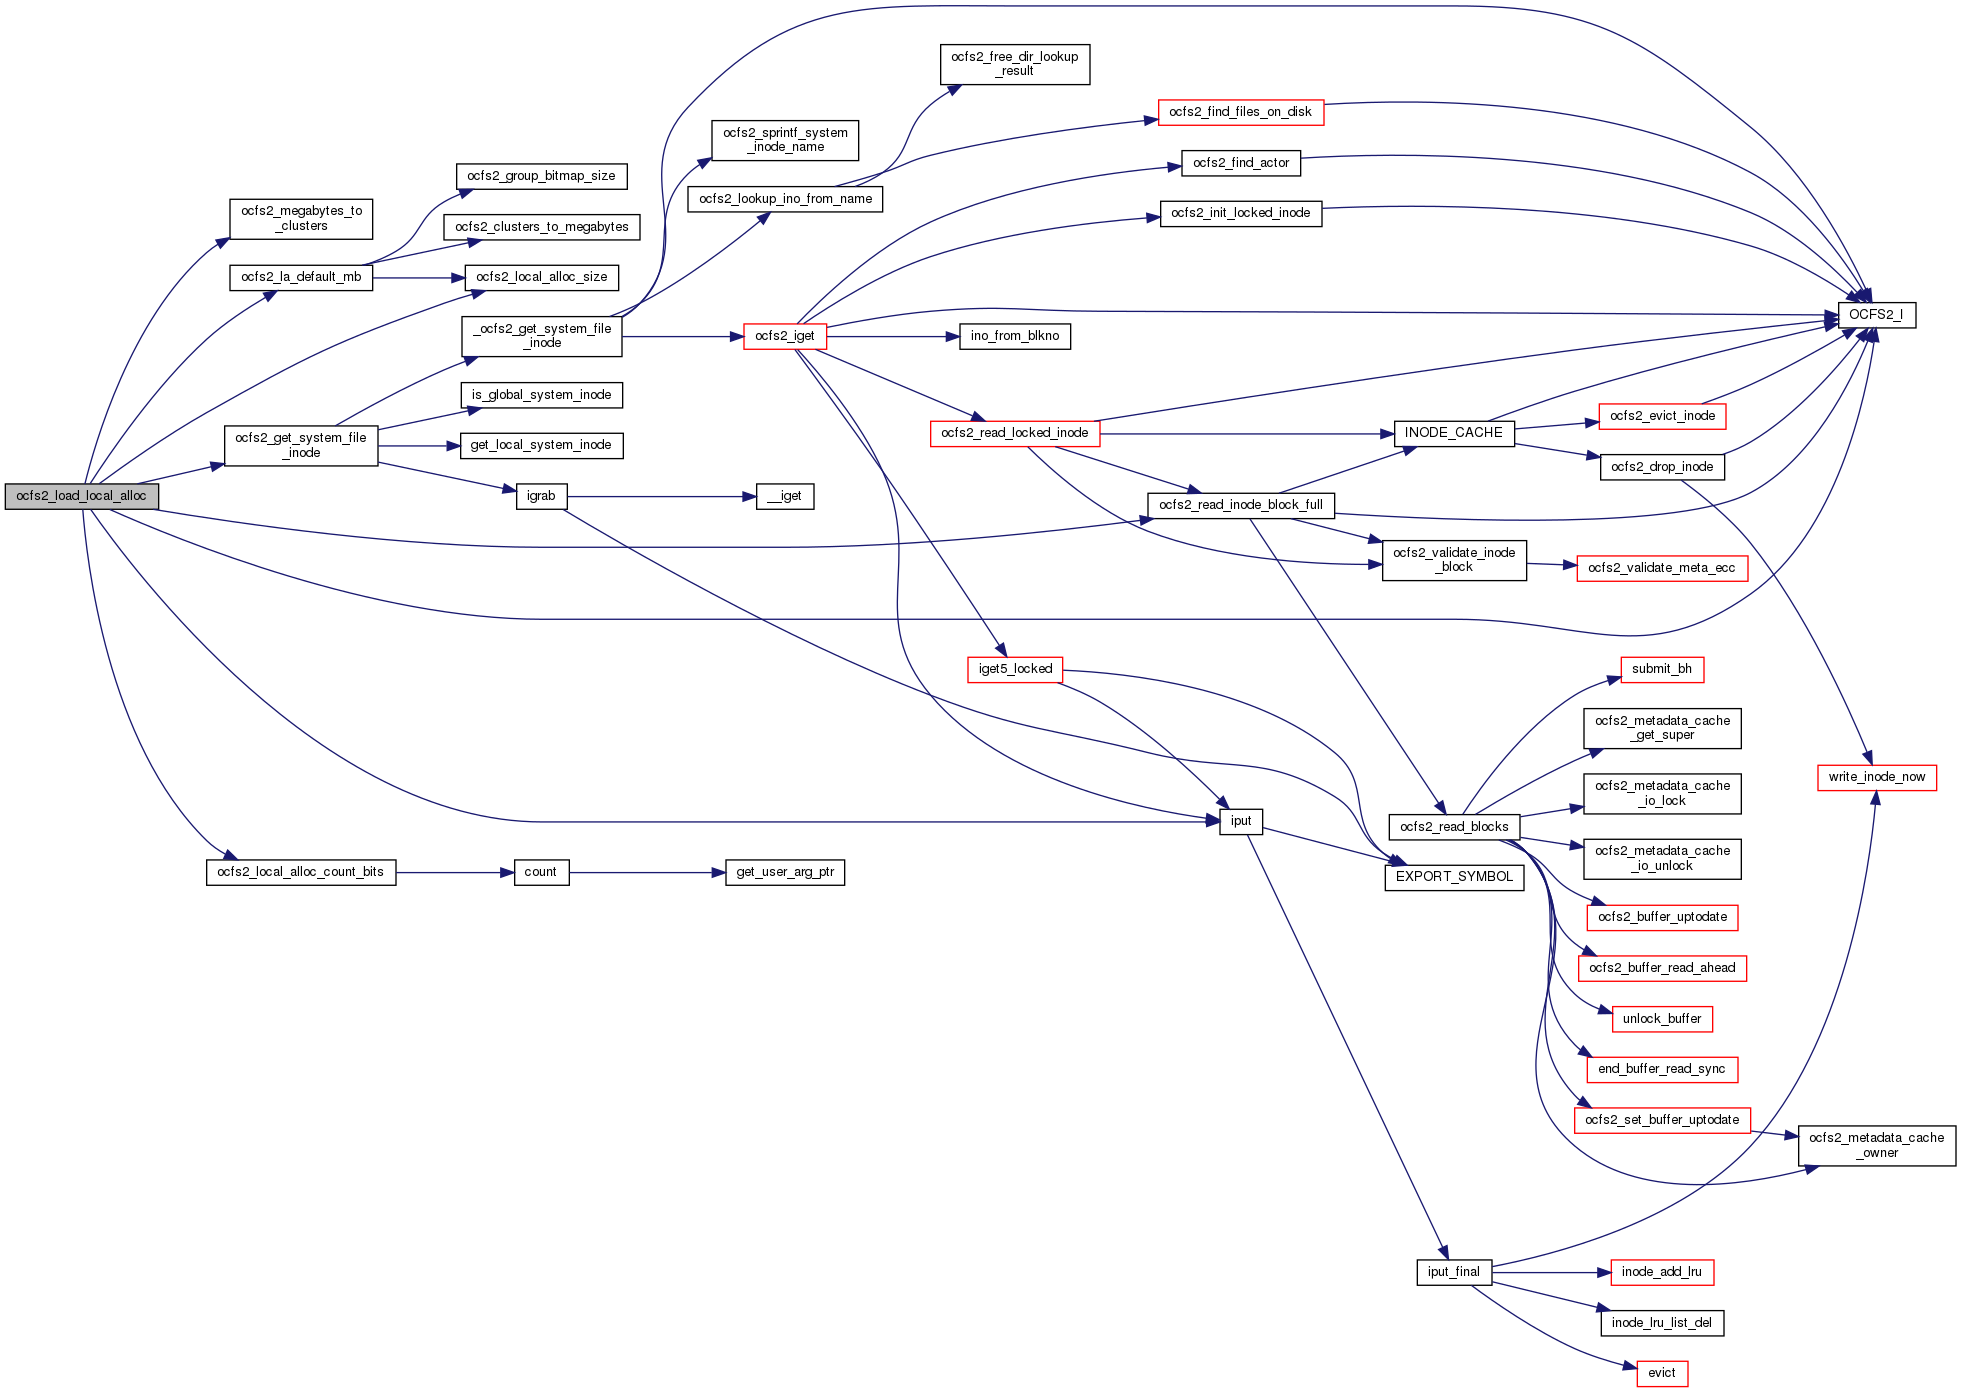 ocfs2_load_local_alloc
ocfs2_megabytes_to
_clusters
ocfs2_la_default_mb
ocfs2_get_system_file
_inode
ocfs2_local_alloc_count_bits
ocfs2_group_bitmap_size
ocfs2_clusters_to_megabytes
ocfs2_local_alloc_size
_ocfs2_get_system_file
_inode
is_global_system_inode
get_local_system_inode
igrab
count
ocfs2_sprintf_system
_inode_name
ocfs2_lookup_ino_from_name
ocfs2_iget
__iget
get_user_arg_ptr
ocfs2_free_dir_lookup
_result
ino_from_blkno
ocfs2_read_locked_inode
iget5_locked
ocfs2_find_files_on_disk
ocfs2_find_actor
ocfs2_init_locked_inode
ocfs2_read_inode_block_full
iput
INODE_CACHE
ocfs2_validate_inode
_block
ocfs2_read_blocks
EXPORT_SYMBOL
iput_final
ocfs2_evict_inode
ocfs2_drop_inode
ocfs2_validate_meta_ecc
submit_bh
ocfs2_metadata_cache
_get_super
ocfs2_metadata_cache
_io_lock
ocfs2_metadata_cache
_io_unlock
ocfs2_buffer_uptodate
ocfs2_buffer_read_ahead
unlock_buffer
end_buffer_read_sync
ocfs2_set_buffer_uptodate
inode_add_lru
inode_lru_list_del
evict
OCFS2_I
write_inode_now
ocfs2_metadata_cache
_owner